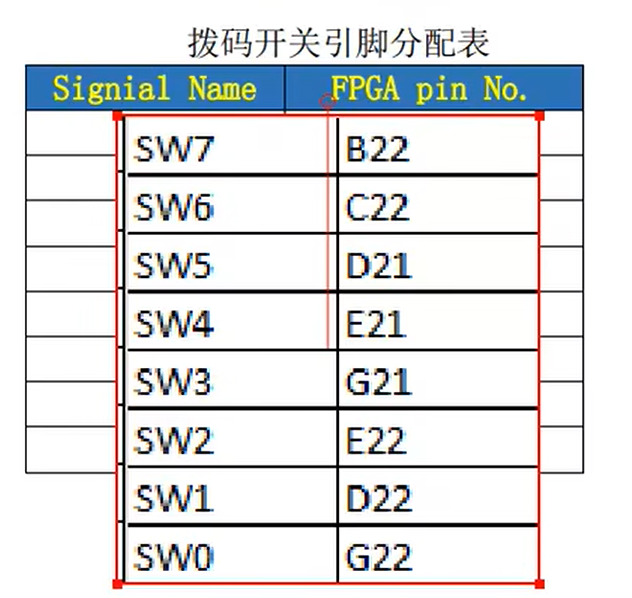 拨码开关引脚分配表
Signial Name FPGA pin No.
SW7 B22
SW6 C22
SW5 D21
SW4 E21
SW3 G21
SW2 E22
SW1 D22
SW0 G22